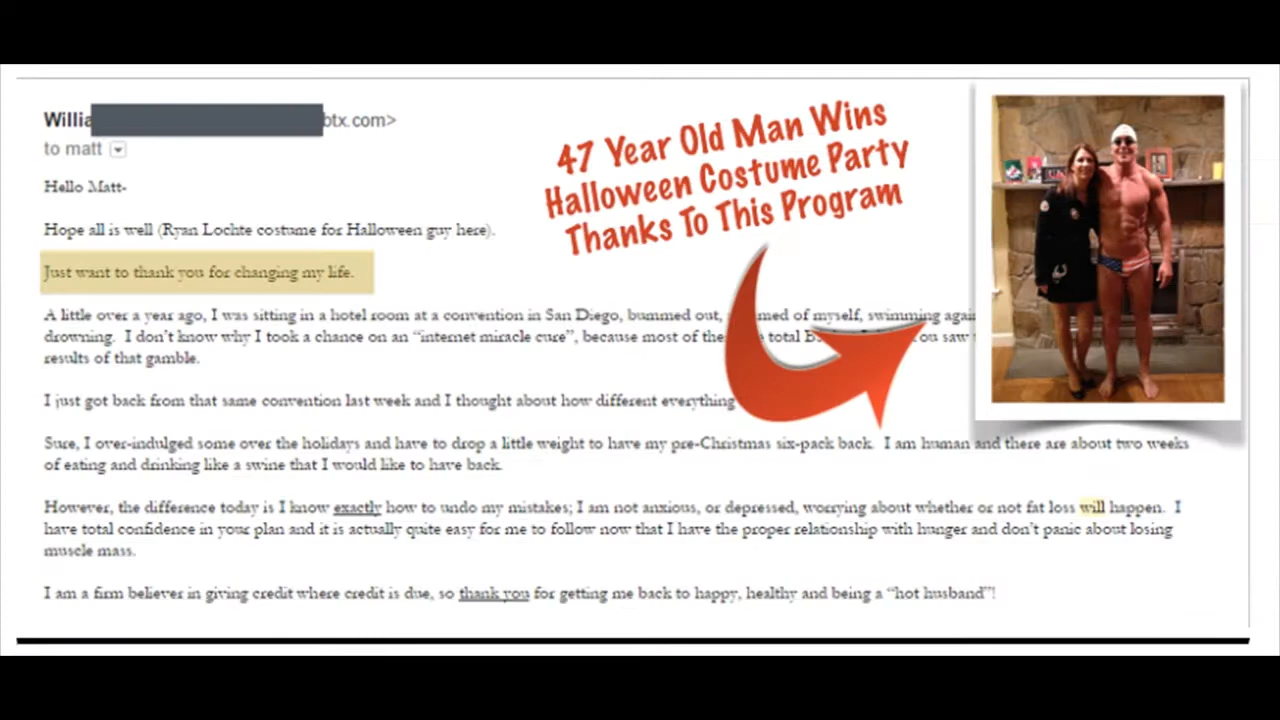 Willia btx.com>
to matt
47 Year Old Man Wins
Halloween Costume Party
Thanks To This Program
Hello Matt-
Hope all is well (Ryan Lochte costume for Halloween guy here).
Just want to thank you for changing my life.
A little over a year ago, I was sitting in a hotel room at a convention in San Diego, bummed out, med of myself, swimming agai
drowning. I don't know why I took a chance on an "internet miracle cure", because most of the total B ou saw
results of that gamble.
I just got back from that same convention last week and I thought about how different everything
Sure, I over-indulged some over the holidays and have to drop a little weight to have my pre-Christmas six-pack back. I am human and there are about two weeks
of eating and drinking like a swine that I would like to have back.
However, the difference today is I know exactly how to undo my mistakes; I am not anxious, or depressed, worrying about whether or not fat loss will happen. I
have total confidence in your plan and it is actually quite easy for me to follow now that I have the proper relationship with hunger and don't panic about losing
muscle mass.
I am a firm believer in giving credit where credit is due, so thank you for getting me back to happy, healthy and being a "hot husband"!